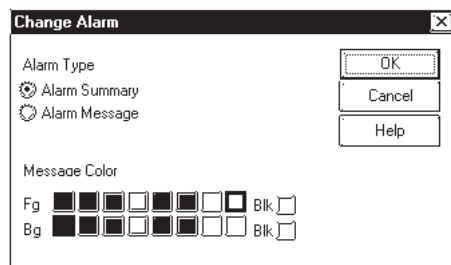 Change Alarm
Alarm Type
Alarm Summary
Alarm Message
OK
Cancel
Help
Message Color
Fg Blk
Bg Blk